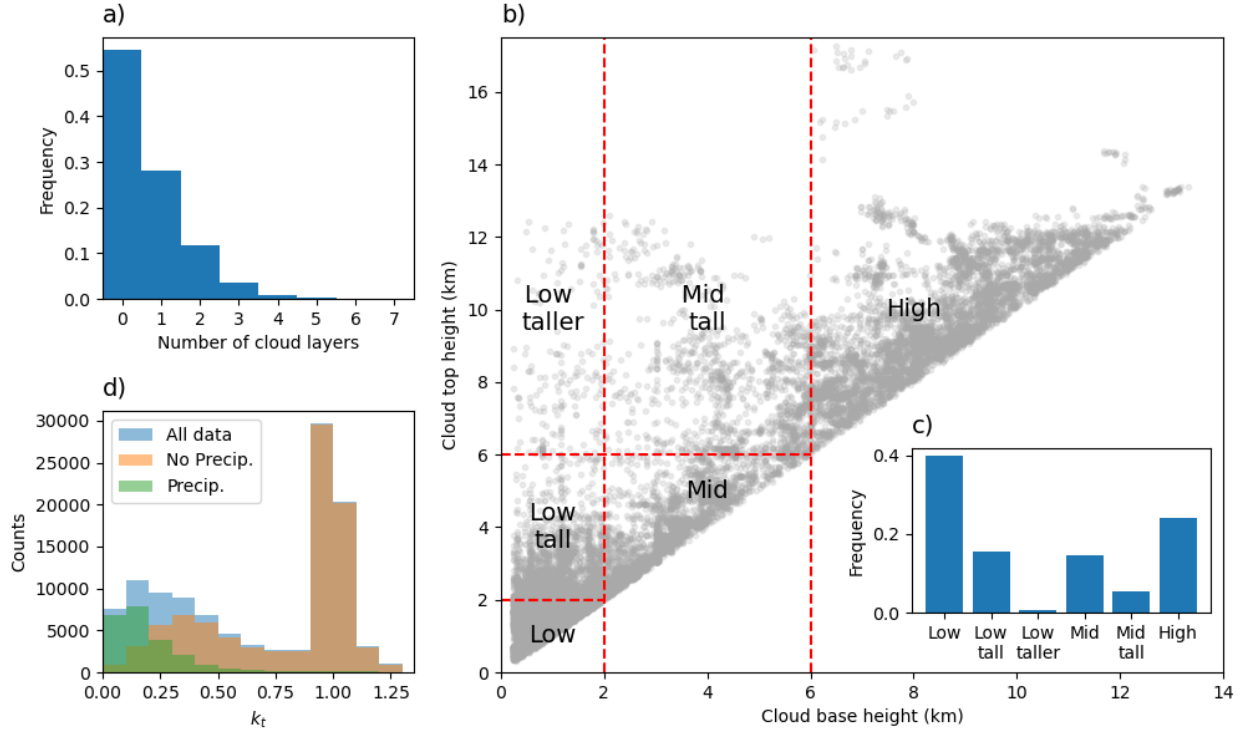 a)
0.5
0.4
0.3
0.2
0.1
0.0
Frequency
0 1 2 3 4 5 6 7
Number of cloud layers
b)
16
14
12
10
8
6
4
2
0
Cloud top height (km)
Low
taller
Mid
tall
High
Low
tall
Mid
Low
0 2 4 6 8 10 12 14
Cloud base height (km)
c)
0.4
0.2
0.0
Frequency
Low Low tall Low taller Mid Mid tall High
d)
30000
25000
20000
15000
10000
5000
0
Counts
All data
No Precip.
Precip.
0.00 0.25 0.50 0.75 1.00 1.25
k_t